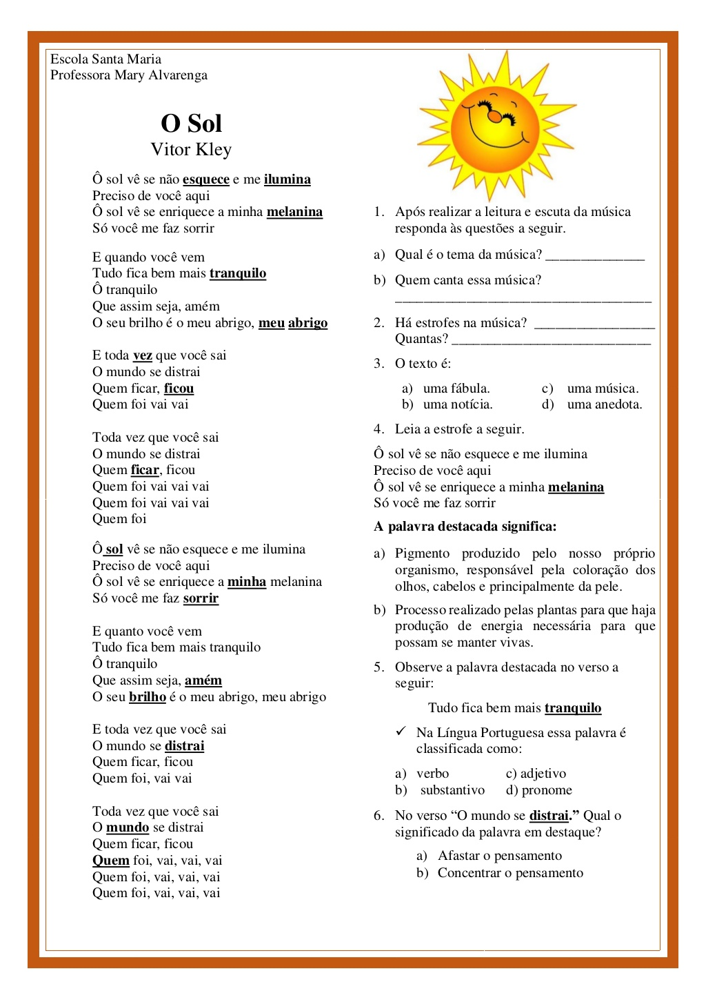 Escola Santa Maria
Professora Mary Alvarenga
O Sol
Vitor Kley
Ô sol vê se não esquece e me ilumina
Preciso de você aqui
Ô sol vê se enriquece a minha melanina
Só você me faz sorrir
E quando você vem
Tudo fica bem mais tranquilo
Ô tranquilo
Que assim seja, amém
O seu brilho é o meu abrigo, meu abrigo
E toda vez que você sai
O mundo se distrai
Quem ficar, ficou
Quem foi vai vai
Toda vez que você sai
O mundo se distrai
Quem ficar, ficou
Quem foi vai vai vai
Quem foi vai vai vai
Quem foi
Ô sol vê se não esquece e me ilumina
Preciso de você aqui
Ô sol vê se enriquece a minha melanina
Só você me faz sorrir
E quanto você vem
Tudo fica bem mais tranquilo
Ô tranquilo
Que assim seja, amém
O seu brilho é o meu abrigo, meu abrigo
E toda vez que você sai
O mundo se distrai
Quem ficar, ficou
Quem foi, vai vai
Toda vez que você sai
O mundo se distrai
Quem ficar, ficou
Quem foi, vai, vai, vai
Quem foi, vai, vai, vai
Quem foi, vai, vai, vai
1. Após realizar a leitura e escuta da música
responda às questões a seguir.
a) Qual é o tema da música? ______________
b) Quem canta essa música?
____________________________________
2. Há estrofes na música? _________________
Quantas? ____________________________
3. O texto é:
a) uma fábula. c) uma música.
b) uma notícia. d) uma anedota.
4. Leia a estrofe a seguir.
Ô sol vê se não esquece e me ilumina
Preciso de você aqui
Ô sol vê se enriquece a minha melanina
Só você me faz sorrir
A palavra destacada significa:
a) Pigmento produzido pelo nosso próprio
organismo, responsável pela coloração dos
olhos, cabelos e principalmente da pele.
b) Processo realizado pelas plantas para que haja
produção de energia necessária para que
possam se manter vivas.
5. Observe a palavra destacada no verso a
seguir:
Tudo fica bem mais tranquilo
✓ Na Língua Portuguesa essa palavra é
classificada como:
a) verbo c) adjetivo
b) substantivo d) pronome
6. No verso “O mundo se distrai.” Qual o
significado da palavra em destaque?
a) Afastar o pensamento
b) Concentrar o pensamento